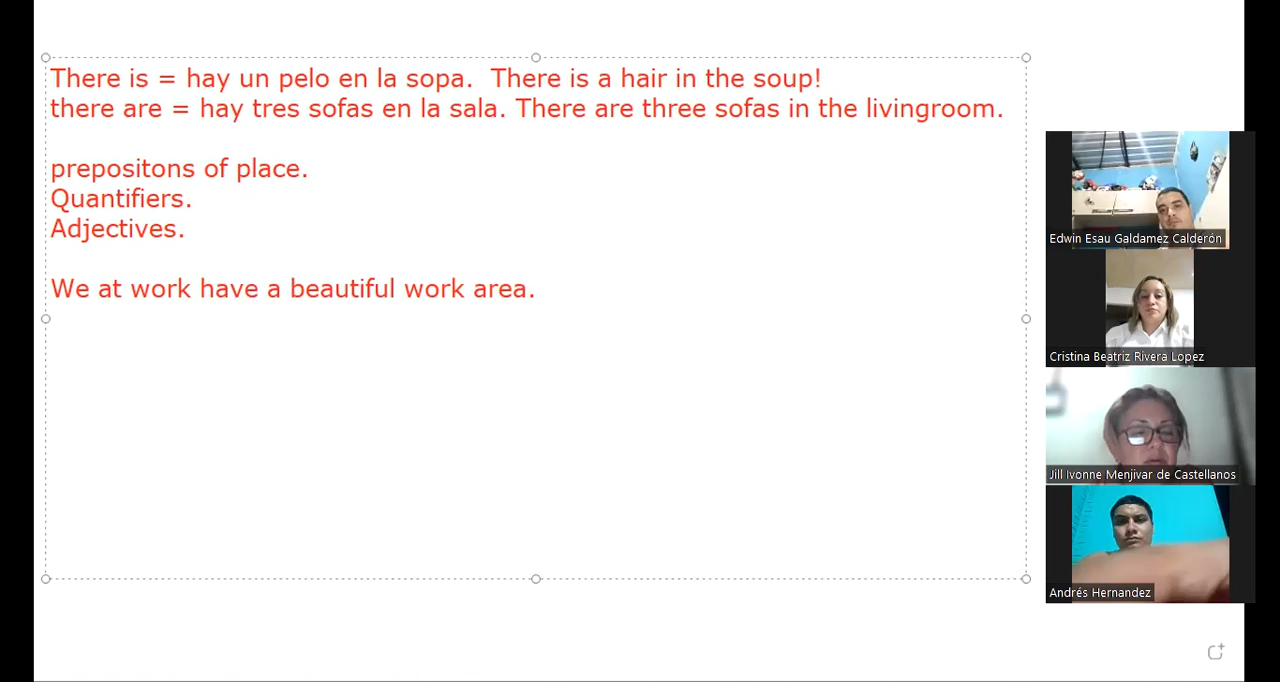 There is = hay un pelo en la sopa.  There is a hair in the soup!
there are = hay tres sofas en la sala. There are three sofas in the livingroom.
prepositons of place.
Quantifiers.
Adjectives.
We at work have a beautiful work area.
Edwin Esau Galdamez Calderón
Cristina Beatriz Rivera Lopez
Jill Ivonne Menjivar de Castellanos
Andrés Hernandez